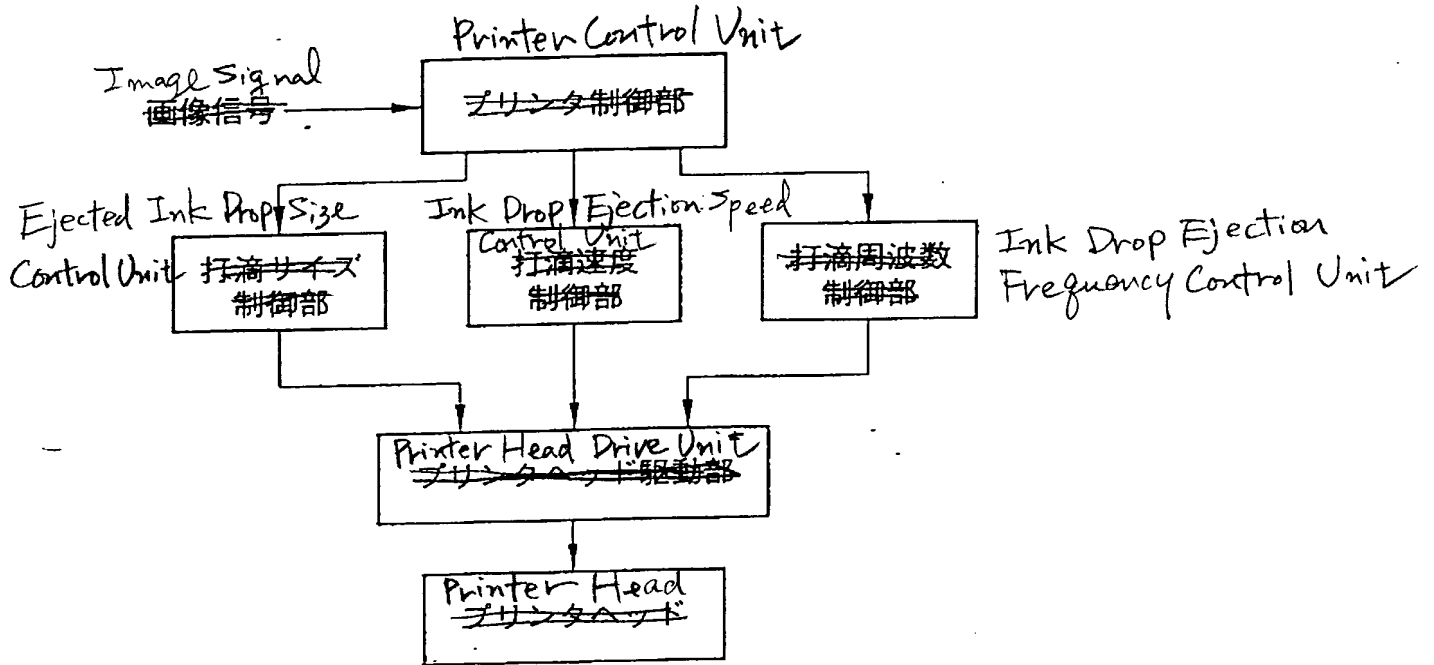 Printer Control Unit
Image Signal
画像信号
プリンタ制御部
Ejected Ink Drop Size
Control Unit
打滴サイズ
制御部
Ink Drop Ejection Speed
Control Unit
打滴速度
制御部
打滴周波数
制御部
Ink Drop Ejection
Frequency Control Unit
Printer Head Drive Unit
プリンタヘッド駆動部
Printer Head
プリンタヘッド